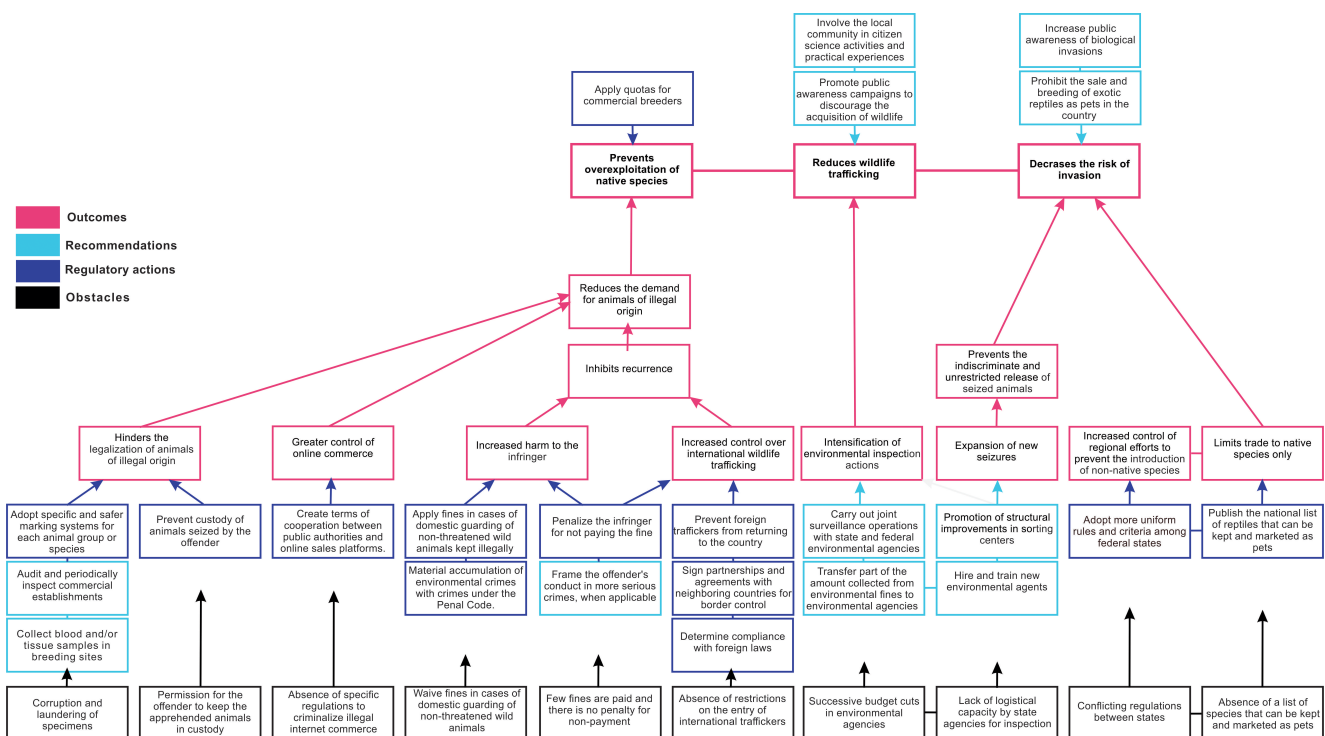 Involve the local
community in citizen
science activities and
practical experiences
Increase public
awareness of biological
invasions
Apply quotas for
commercial breeders
Promote public
awareness campaigns to
discourage the
acquisition of wildlife
Prohibit the sale and
breeding of exotic
reptiles as pets in the
country
Prevents
overexploitation of
native species
Reduces wildlife
trafficking
Decrases the risk of
invasion
Outcomes
Recommendations
Regulatory actions
Obstacles
Reduces the demand
for animals of illegal
origin
Inhibits recurrence
Prevents the
indiscriminate and
unrestricted release of
seized animals
Hinders the
legalization of animals
of illegal origin
Greater control of
online commerce
Increased harm to the
infringer
Increased control over
international wildlife
trafficking
Intensification of
environmental inspection
actions
Expansion of new
seizures
Increased control of
regional efforts to
prevent the introduction
of non-native species
Limits trade to native
species only
Adopt specific and safer
marking systems for
each animal group or
species
Prevent custody of
animals seized by the
offender
Create terms of
cooperation between
public authorities and
online sales platforms.
Apply fines in cases of
domestic guarding of
non-threatened wild
animals kept illegally
Penalize the infringer
for not paying the fine
Prevent foreign
traffickers from returning
to the country
Carry out joint
surveillance operations
with state and federal
environmental agencies
Promotion of structural
improvements in sorting
centers
Adopt more uniform
rules and criteria among
federal states
Publish the national list
of reptiles that can be
kept and marketed as
pets
Audit and periodically
inspect commercial
establishments
Material accumulation of
environmental crimes
with crimes under the
Penal Code.
Frame the offender's
conduct in more serious
crimes, when applicable
Sign partnerships and
agreements with
neighboring countries for
border control
Transfer part of the
amount collected from
environmental fines to
environmental agencies
Hire and train new
environmental agents
Collect blood and/or
tissue samples in
breeding sites
Determine compliance
with foreign laws
Corruption and
laundering of
specimens
Permission for the
offender to keep the
apprehended animals
in custody
Absence of specific
regulations to
criminalize illegal
internet commerce
Waive fines in cases of
domestic guarding of
non-threatened wild
animals
Few fines are paid and
there is no penalty for
non-payment
Absence of restrictions
on the entry of
international traffickers
Successive budget cuts
in environmental
agencies
Lack of logistical
capacity by state
agencies for inspection
Conflicting regulations
between states
Absence of a list of
species that can be kept
and marketed as pets